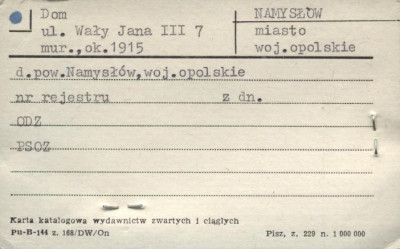 Dom
ul. Wały Jana III 7
mur.,ok.1915
NAMYSŁÓW
miasto
woj.opolskie
d.pow.Namysłów,woj.opolskie
nr rejestru z dn.
ODZ
PSOZ
Karta katalogowa wydawnictw zwartych i ciągłych
Pu-B-144 z. 168/DW/On
Pisz, z. 229 n. 1 000 000